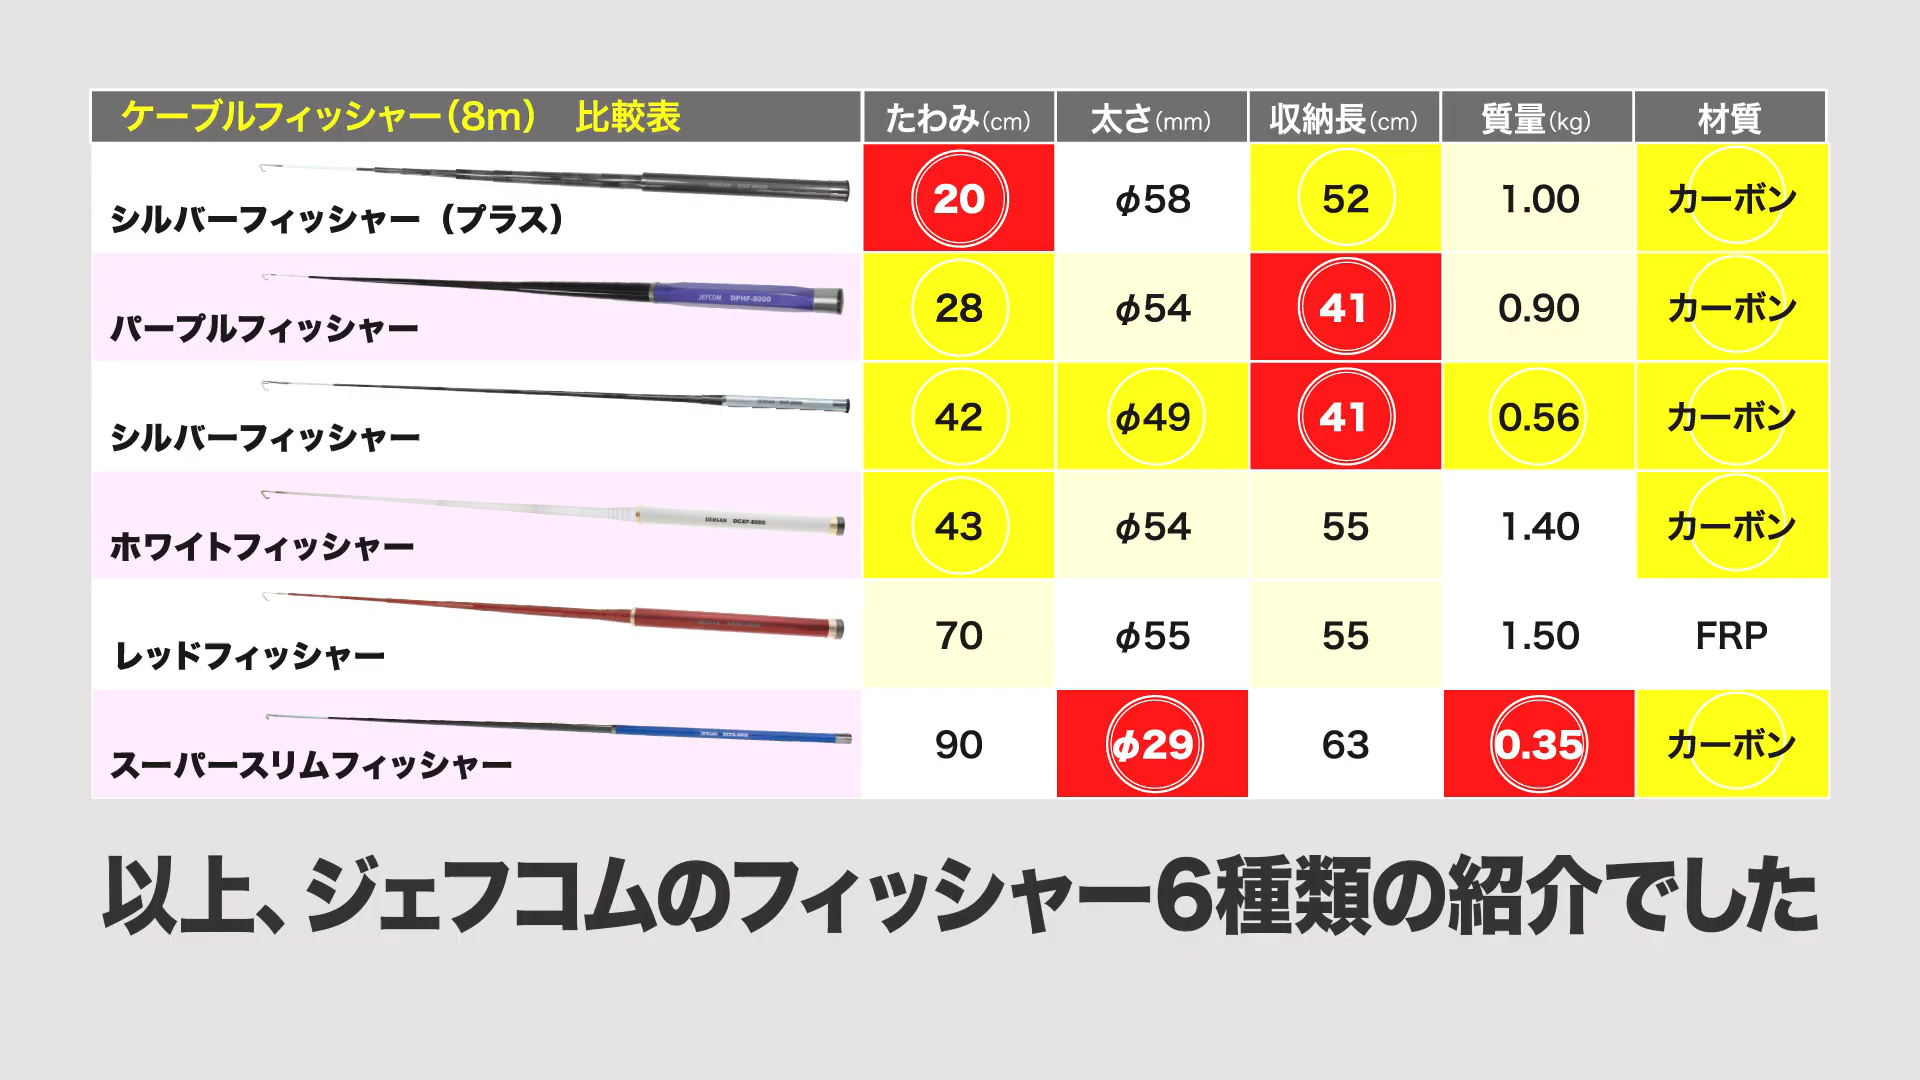 ケーブルフィッシャー（8m） 比較表 たわみ(cm) 太さ(mm) 収納長(cm) 質量(kg) 材質
シルバーフィッシャー（プラス） 20 φ58 52 1.00 カーボン
JEFCOM DPHF-8000
パープルフィッシャー 28 φ54 41 0.90 カーボン
シルバーフィッシャー 42 φ49 41 0.56 カーボン
DENSAN DCXF-8000
ホワイトフィッシャー 43 φ54 55 1.40 カーボン
レッドフィッシャー 70 φ55 55 1.50 FRP
スーパースリムフィッシャー 90 φ29 63 0.35 カーボン
以上、ジェフコムのフィッシャー6種類の紹介でした